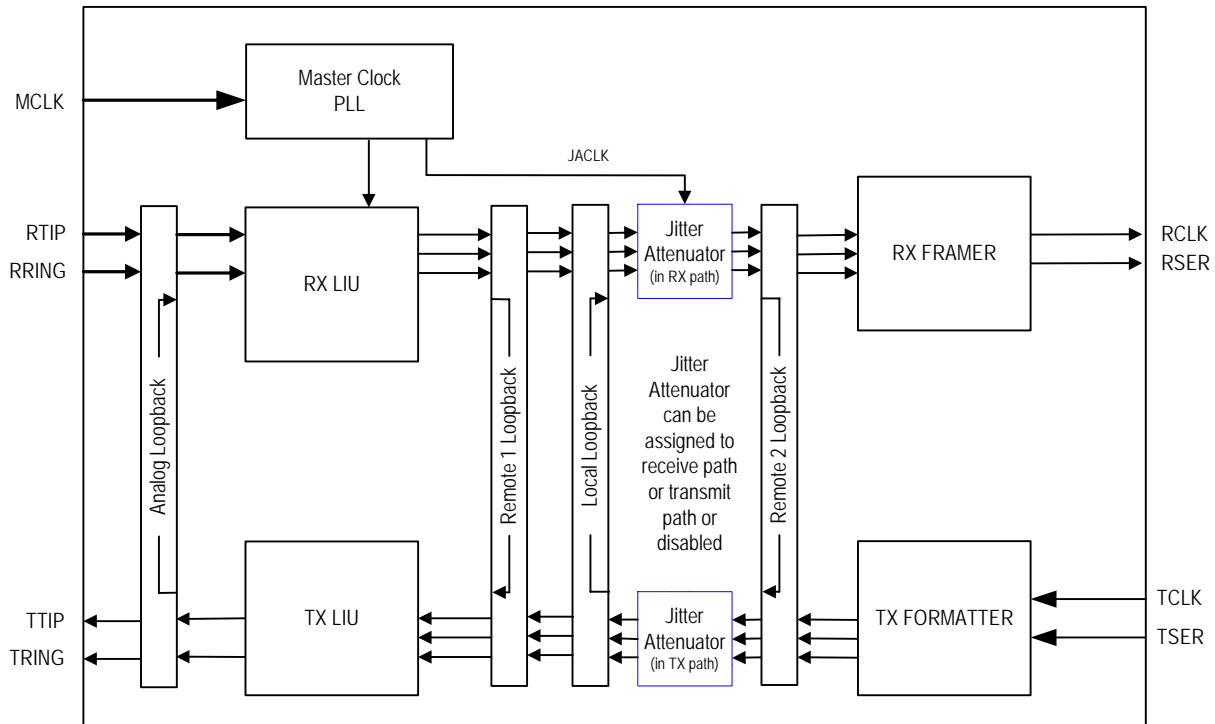 Master Clock
PLL
MCLK
JACLK
RTIP
RRING
RX LIU
Jitter
Attenuator
(in RX path)
RX FRAMER
RCLK
RSER
Analog Loopback
Remote 1 Loopback
Local Loopback
Jitter
Attenuator
can be
assigned to
receive path
or transmit
path or
disabled
Remote 2 Loopback
TTIP
TRING
TX LIU
Jitter
Attenuator
(in TX path)
TX FORMATTER
TCLK
TSER